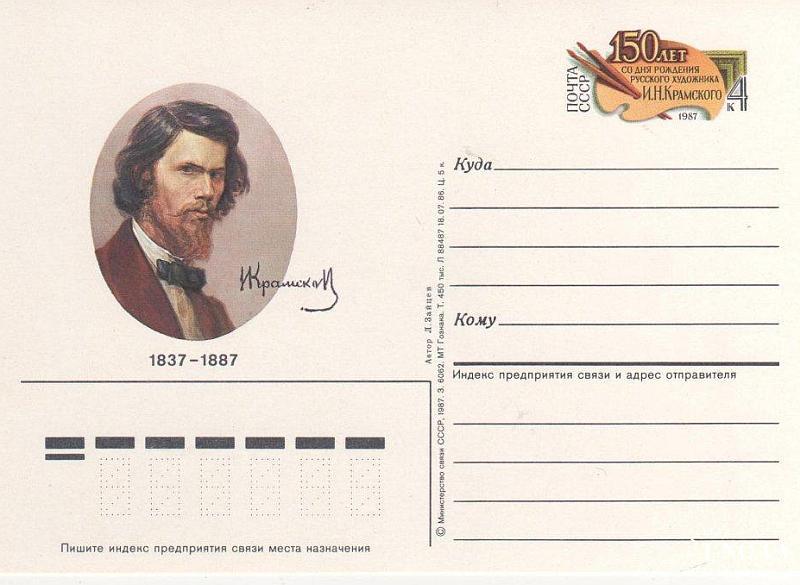 150 ЛЕТ
СО ДНЯ РОЖДЕНИЯ
РУССКОГО ХУДОЖНИКА
И.Н.КРАМСКОГО
1987
ПОЧТА
СССР
4
К
Куда
Кому
Индекс предприятия связи и адрес отправителя
Крамской
1837–1887
Автор Л. Зайцев
© Министерство связи СССР, 1987. З. 6062. МТ Гознака. Т. 450 тыс. Л 88487 18.07.86. Ц. 5 к.
Пишите индекс предприятия связи места назначения